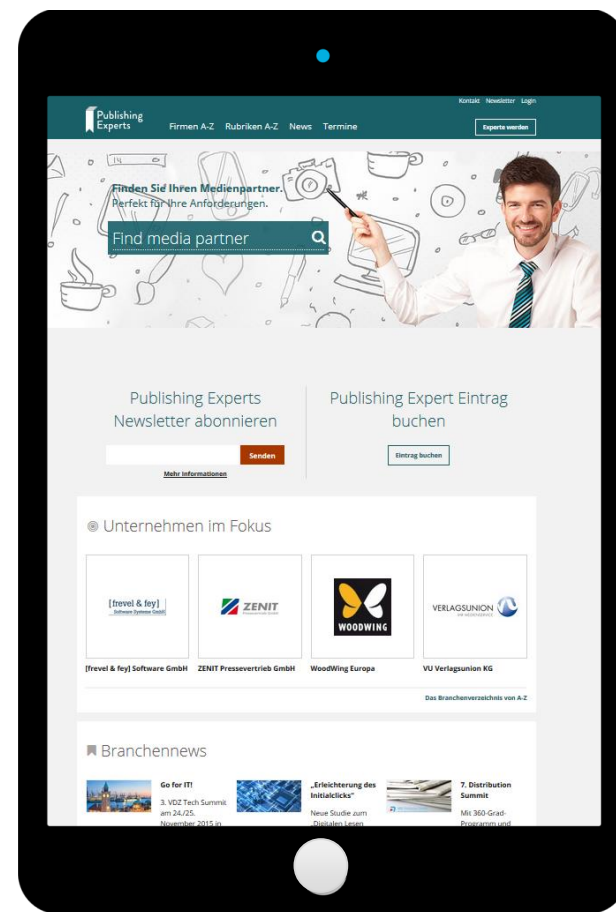 Kontakt Newsletter Login
Publishing
Experts
Firmen A-Z Rubriken A-Z News Termine
Experte werden
Finden Sie Ihren Medienpartner.
Perfekt für Ihre Anforderungen.
Find media partner
Publishing Experts
Newsletter abonnieren
Senden
Mehr Informationen
Publishing Expert Eintrag
buchen
Eintrag buchen
Unternehmen im Fokus
[frevel & fey]
Software Systeme GmbH
ZENIT
WOODWING
VERLAGSUNION
[frevel & fey] Software GmbH
ZENIT Pressevertrieb GmbH
WoodWing Europa
VU Verlagsunion KG
Das Branchenverzeichnis von A-Z
Branchennews
Go for IT!
3. VDZ Tech Summit
am 24./25.
November 2015 in
„Erleichterung des
Initialclicks“
Neue Studie zum
Digitalen Lesen
7. Distribution
Summit
Mit 360-Grad-
Programm und